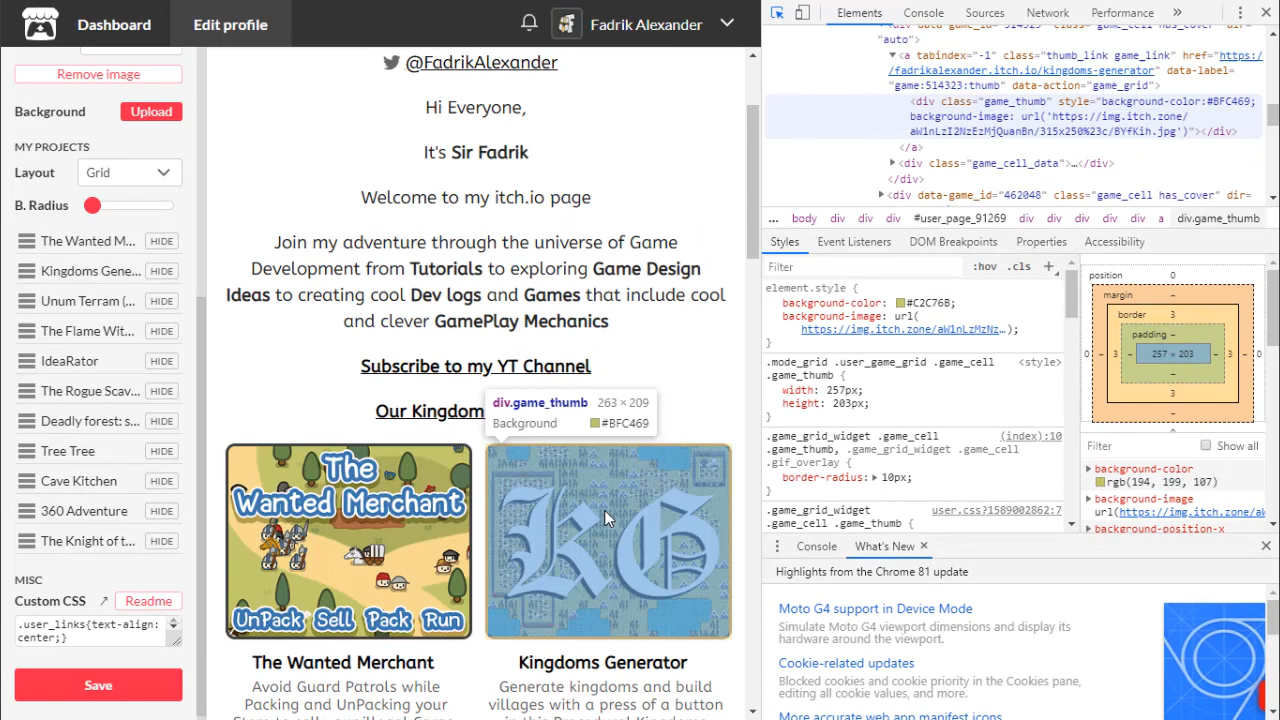 Dashboard
Edit profile
Fadrik Alexander
Remove image
Background
Upload
MY PROJECTS
Layout
Grid
B. Radius
The Wanted M...
HIDE
Kingdoms Gene...
HIDE
Unum Terram (...
HIDE
The Flame Wit...
HIDE
IdeaRator
HIDE
The Rogue Scav...
HIDE
Deadly forest: s...
HIDE
Tree Tree
HIDE
Cave Kitchen
HIDE
360 Adventure
HIDE
The Knight of t...
HIDE
MISC
Custom CSS
Readme
.user_links{text-align:
center;}
Save
@FadrikAlexander
Hi Everyone,
It's Sir Fadrik
Welcome to my itch.io page
Join my adventure through the universe of Game
Development from Tutorials to exploring Game Design
Ideas to creating cool Dev logs and Games that include cool
and clever GamePlay Mechanics
Subscribe to my YT Channel
Our Kingdom
div.game_thumb
263 × 209
Background
#BFC469
The
Wanted Merchant
UnPack Sell Pack Run
KG
The Wanted Merchant
Avoid Guard Patrols while
Packing and UnPacking your
Kingdoms Generator
Generate kingdoms and build
villages with a press of a button
Elements
Console
Sources
Network
Performance
»
"auto">
<a tabindex="-1" class="thumb_link game_link" href="https:/
/fadrikalexander.itch.io/kingdoms-generator" data-label=
"game:514323:thumb" data-action="game_grid">
<div class="game_thumb" style="background-color:#BFC469;
background-image: url('https://img.itch.zone/
aW1nLzI2NzEzMjQuanBn/315x250%23c/BYfKih.jpg')"></div>
</a>
<div class="game_cell_data">…</div>
</div>
<div data-game_id="462048" class="game_cell has_cover" dir=
... body div div #user_page_91269 div div div div a div.game_thumb
Styles
Event Listeners
DOM Breakpoints
Properties
Accessibility
Filter
:hov .cls +
element.style {
background-color: #C2C76B;
background-image: url(
https://img.itch.zone/aW1nLzMzNz…);
}
.mode_grid .user_game_grid .game_cell
<style>
.game_thumb {
width: 257px;
height: 203px;
}
.game_grid_widget .game_cell
(index):10
.game_thumb, .game_grid_widget .game_cell
.gif_overlay {
border-radius: 10px;
}
.game_grid_widget
user.css?1589002862:7
.game_cell .game_thumb {
position
0
margin
–
border
3
padding
–
0 – 3 – 257 × 203 – 3 – 0
–
3
–
Filter
Show all
background-color
rgb(194, 199, 107)
background-image
url(https://img.itch.zone/aW
background-position-x
Console
What's New ×
Highlights from the Chrome 81 update
Moto G4 support in Device Mode
Simulate Moto G4 viewport dimensions and display its
hardware around the viewport.
Cookie-related updates
Blocked cookies and cookie priority in the Cookies pane,
editing all cookie values, and more.
More accurate web app manifest icons